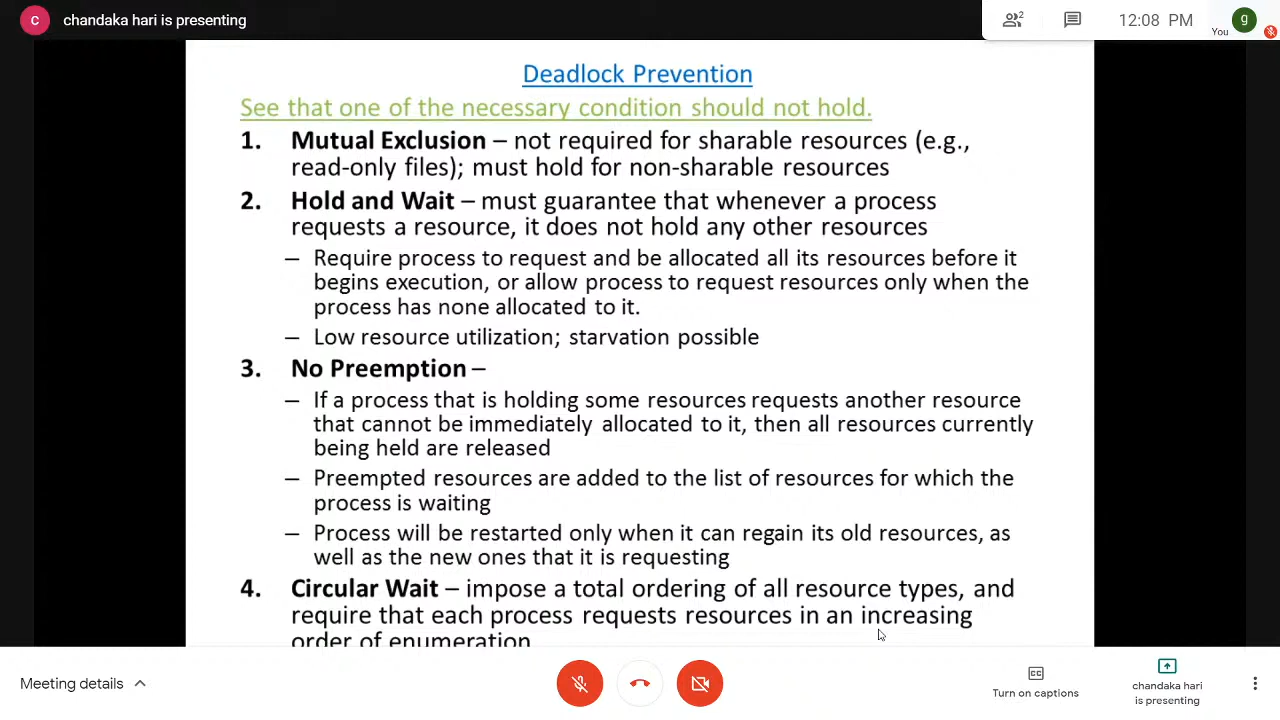 c chandaka hari is presenting
2 12:08 PM You g
Deadlock Prevention
See that one of the necessary condition should not hold.
1. Mutual Exclusion – not required for sharable resources (e.g.,
read-only files); must hold for non-sharable resources
2. Hold and Wait – must guarantee that whenever a process
requests a resource, it does not hold any other resources
– Require process to request and be allocated all its resources before it
begins execution, or allow process to request resources only when the
process has none allocated to it.
– Low resource utilization; starvation possible
3. No Preemption –
– If a process that is holding some resources requests another resource
that cannot be immediately allocated to it, then all resources currently
being held are released
– Preempted resources are added to the list of resources for which the
process is waiting
– Process will be restarted only when it can regain its old resources, as
well as the new ones that it is requesting
4. Circular Wait – impose a total ordering of all resource types, and
require that each process requests resources in an increasing
order of enumeration
Meeting details
CC
Turn on captions
chandaka hari
is presenting